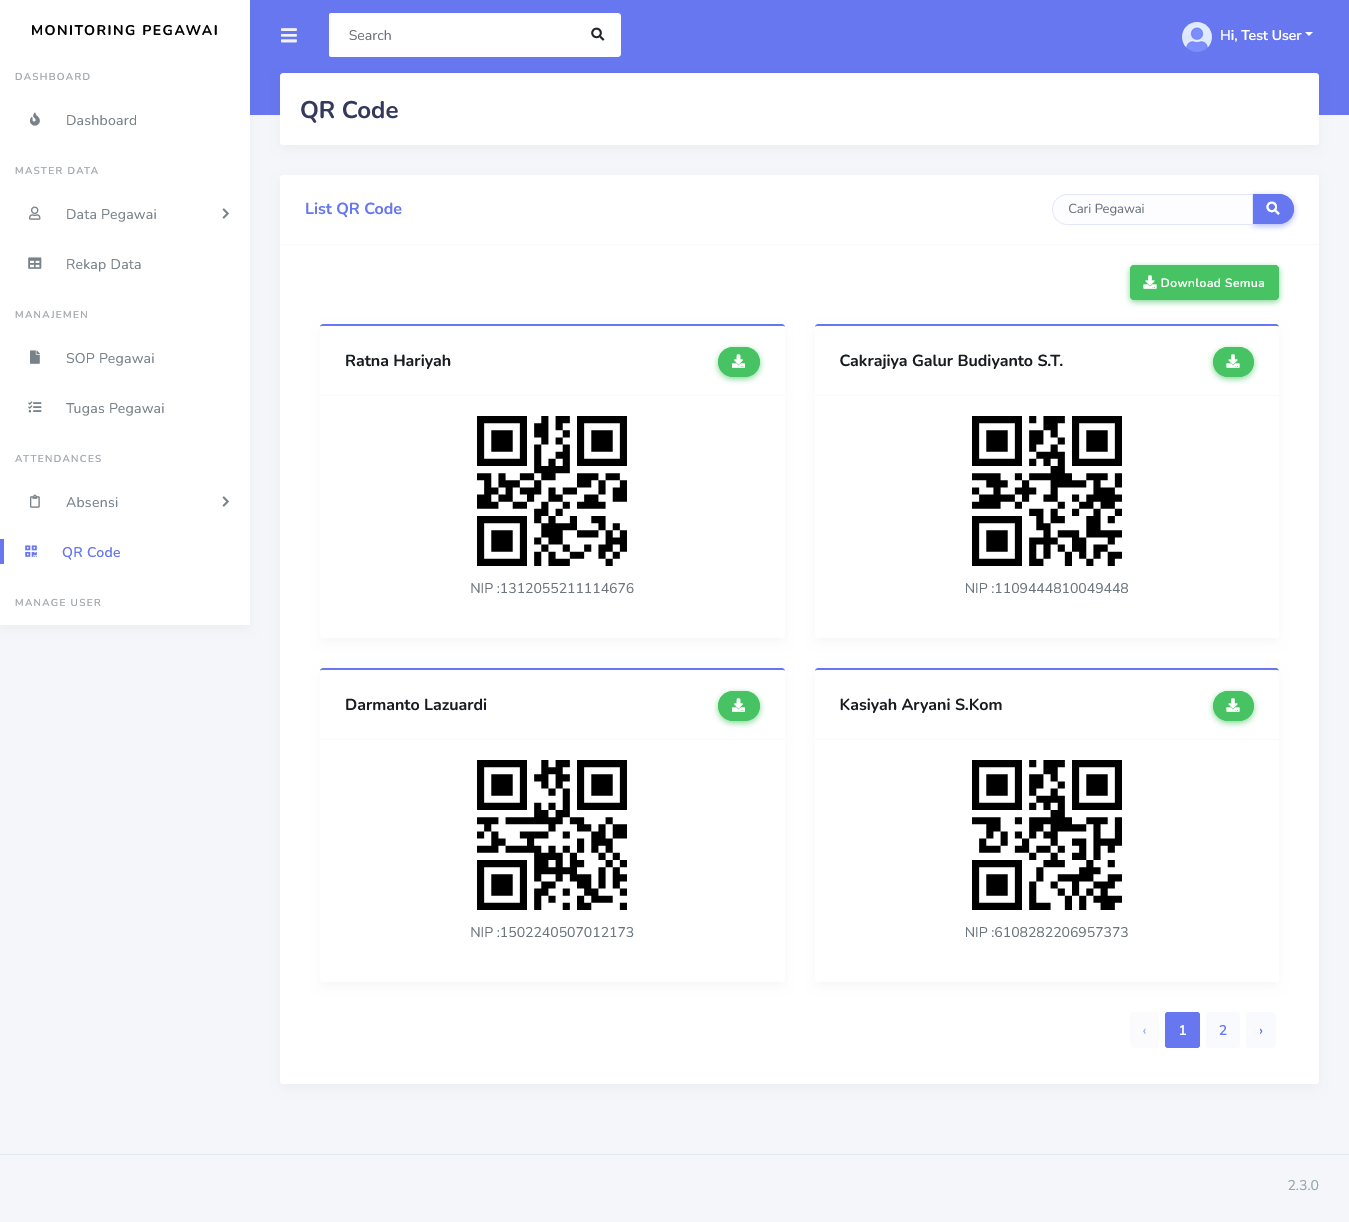 MONITORING PEGAWAI
Search
Hi, Test User
DASHBOARD
Dashboard
MASTER DATA
Data Pegawai
Rekap Data
MANAJEMEN
SOP Pegawai
Tugas Pegawai
ATTENDANCES
Absensi
QR Code
MANAGE USER
QR Code
List QR Code
Cari Pegawai
Download Semua
Ratna Hariyah
NIP :1312055211114676
Cakrajiya Galur Budiyanto S.T.
NIP :1109444810049448
Darmanto Lazuardi
NIP :1502240507012173
Kasiyah Aryani S.Kom
NIP :6108282206957373
‹ 1 2 ›
2.3.0